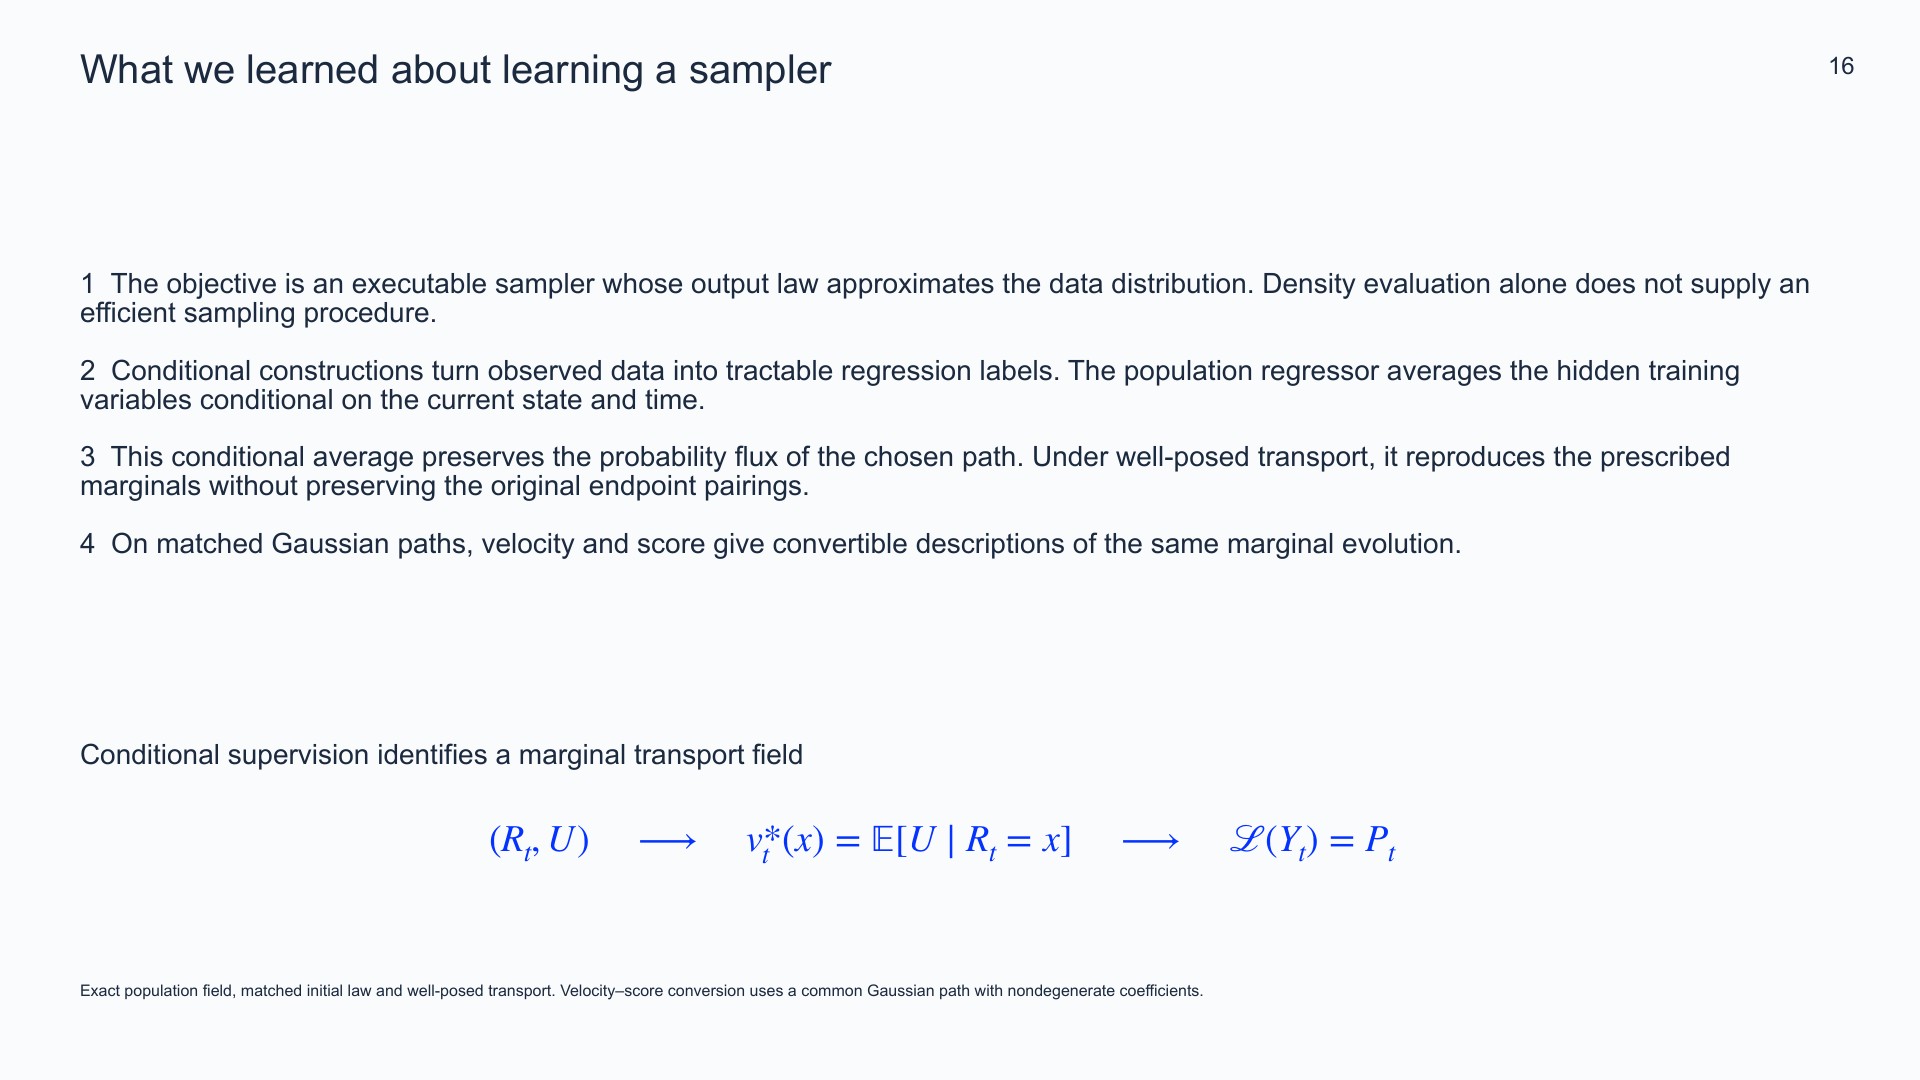 What we learned about learning a sampler
16
1 The objective is an executable sampler whose output law approximates the data distribution. Density evaluation alone does not supply an
efficient sampling procedure.
2 Conditional constructions turn observed data into tractable regression labels. The population regressor averages the hidden training
variables conditional on the current state and time.
3 This conditional average preserves the probability flux of the chosen path. Under well-posed transport, it reproduces the prescribed
marginals without preserving the original endpoint pairings.
4 On matched Gaussian paths, velocity and score give convertible descriptions of the same marginal evolution.
Conditional supervision identifies a marginal transport field
(R_t, U) ⟶ v_t^*(x) = 𝔼[U | R_t = x] ⟶ ℒ(Y_t) = P_t
Exact population field, matched initial law and well-posed transport. Velocity–score conversion uses a common Gaussian path with nondegenerate coefficients.